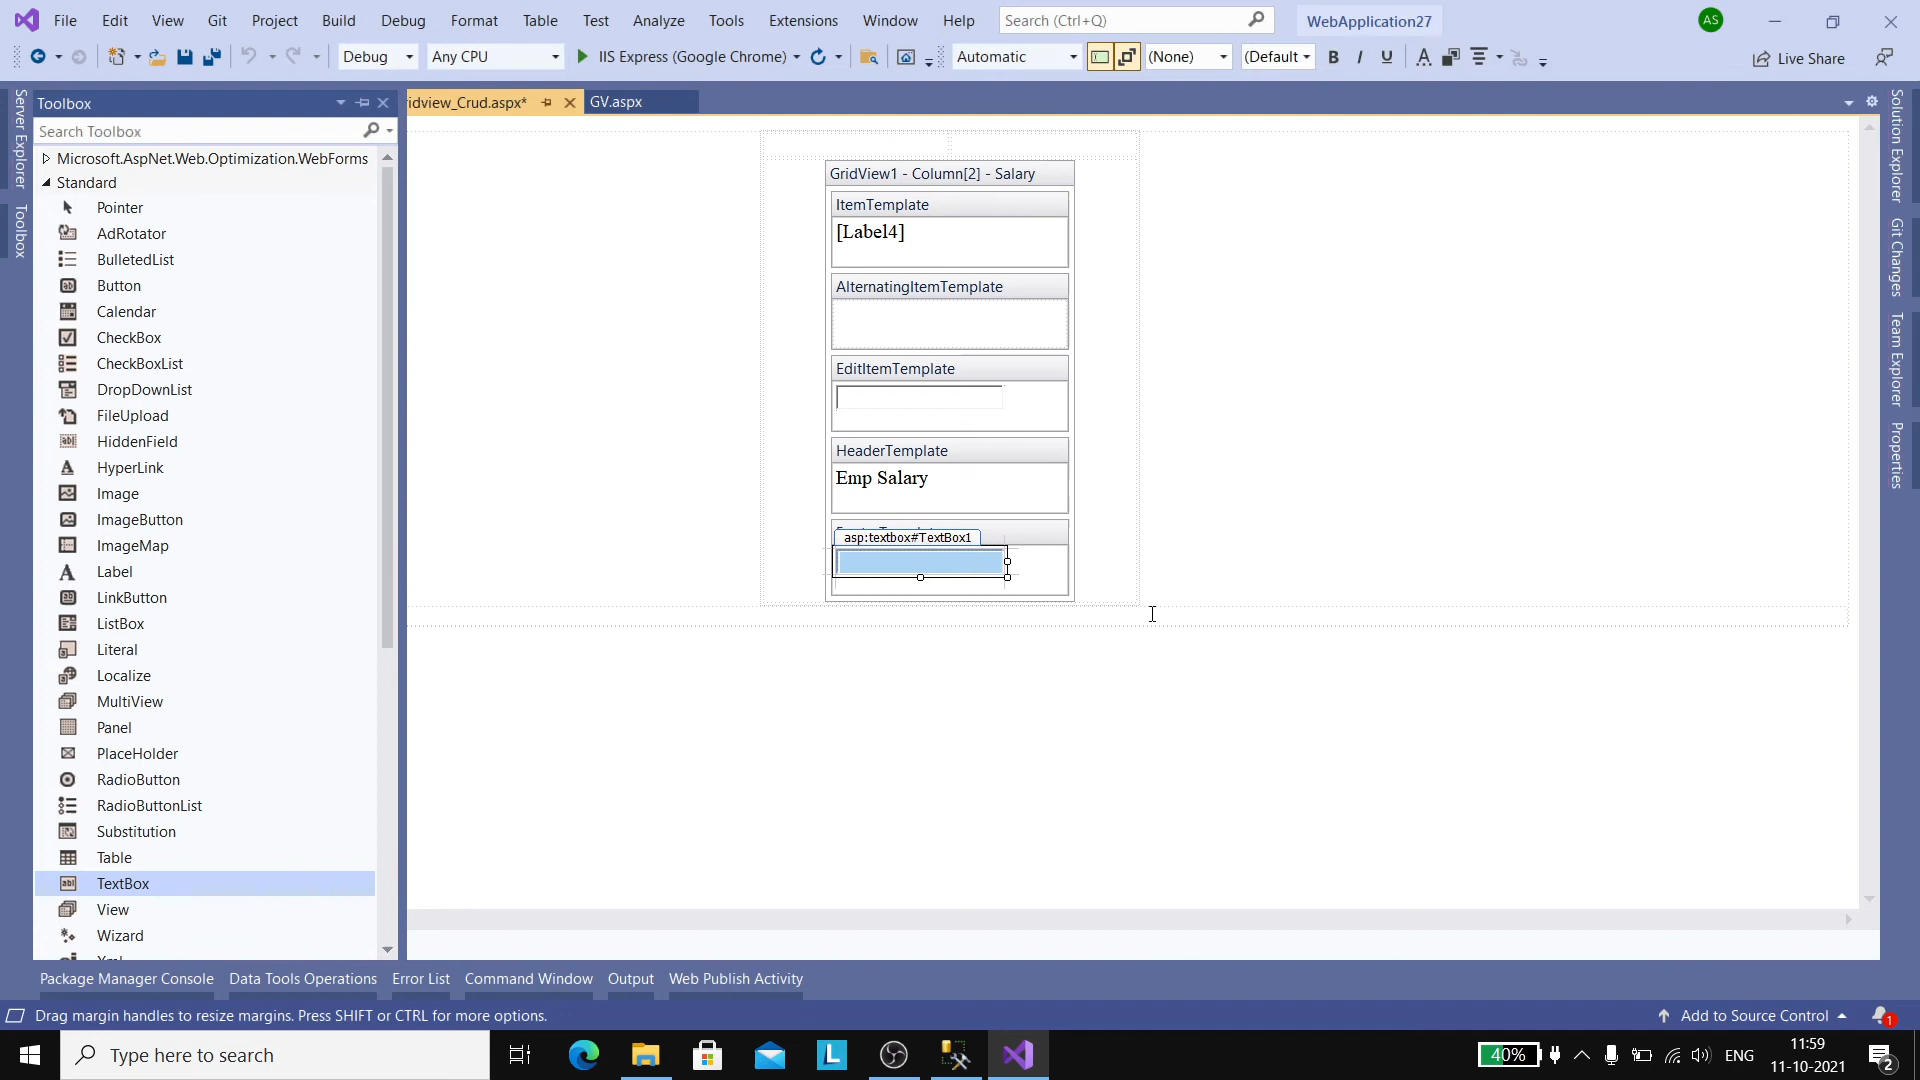 File Edit View Git Project Build Debug Format Table Test Analyze Tools Extensions Window Help Search (Ctrl+Q) WebApplication27 AS
Debug Any CPU IIS Express (Google Chrome) Automatic (None) (Default B I U A Live Share
Server Explorer
Toolbox
Toolbox
Search Toolbox
Microsoft.AspNet.Web.Optimization.WebForms
Standard
Pointer
AdRotator
BulletedList
Button
Calendar
CheckBox
CheckBoxList
DropDownList
FileUpload
HiddenField
HyperLink
Image
ImageButton
ImageMap
Label
LinkButton
ListBox
Literal
Localize
MultiView
Panel
PlaceHolder
RadioButton
RadioButtonList
Substitution
Table
TextBox
View
Wizard
idview_Crud.aspx* GV.aspx
GridView1 - Column[2] - Salary
ItemTemplate
[Label4]
AlternatingItemTemplate
EditItemTemplate
HeaderTemplate
Emp Salary
asp:textbox#TextBox1
Solution Explorer
Git Changes
Team Explorer
Properties
Package Manager Console Data Tools Operations Error List Command Window Output Web Publish Activity
Drag margin handles to resize margins. Press SHIFT or CTRL for more options. Add to Source Control 1
Type here to search L 40% ENG 11:59
11-10-2021 2